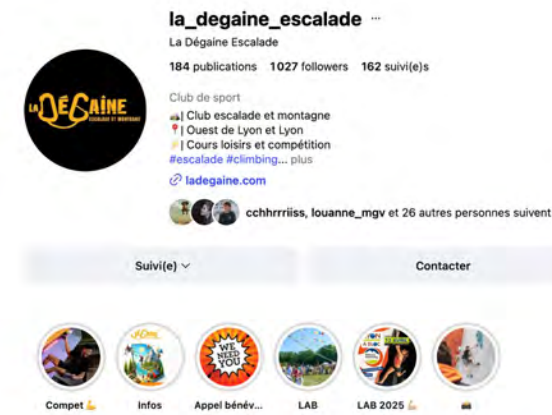 la_degaine_escalade ...
La Dégaine Escalade
184 publications 1 027 followers 162 suivi(e)s
LA DÉGAINE
ESCALADE ET MONTAGNE
Club de sport
| Club escalade et montagne
| Ouest de Lyon et Lyon
| Cours loisirs et compétition
#escalade #climbing... plus
ladegaine.com
cchhrrriiss, louanne_mgv et 26 autres personnes suivent
Suivi(e)
Contacter
WE
NEED
YOU
Compet 💪
Infos
Appel bénév...
LAB
LAB 2025 💪